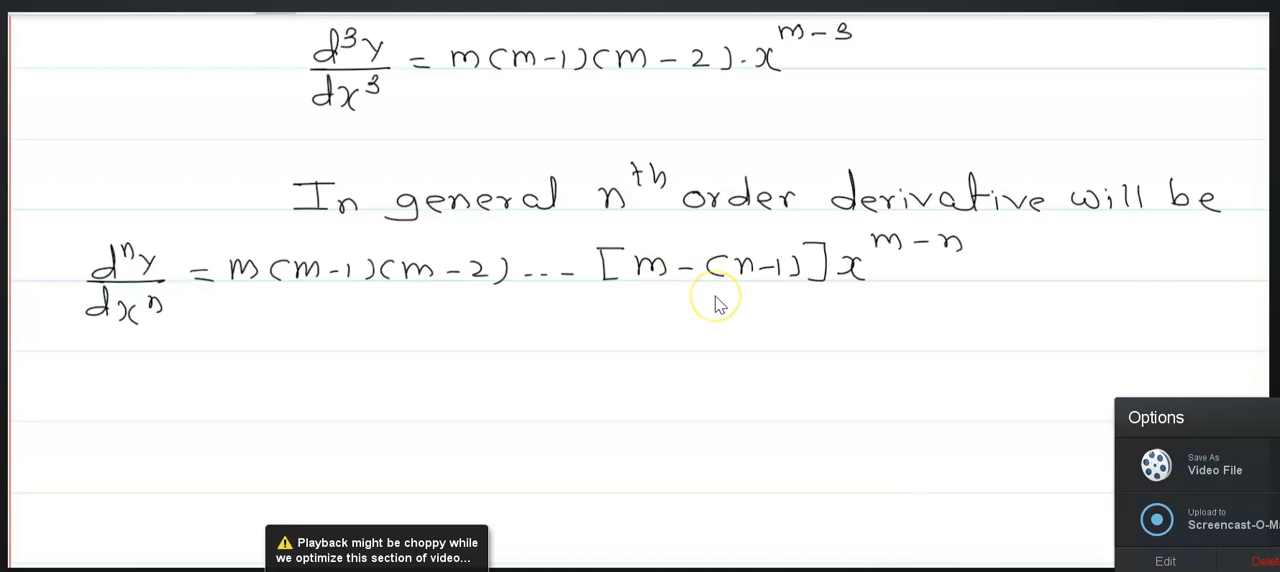 d³y/dx³ = m(m-1)(m-2).x^(m-3)
In general n^th order derivative will be
dⁿy/dxⁿ = m(m-1)(m-2) --- [m-(n-1)] x^(m-n)
Options
Save As
Video File
Upload to
Screencast-O-M
Edit
Playback might be choppy while
we optimize this section of video...